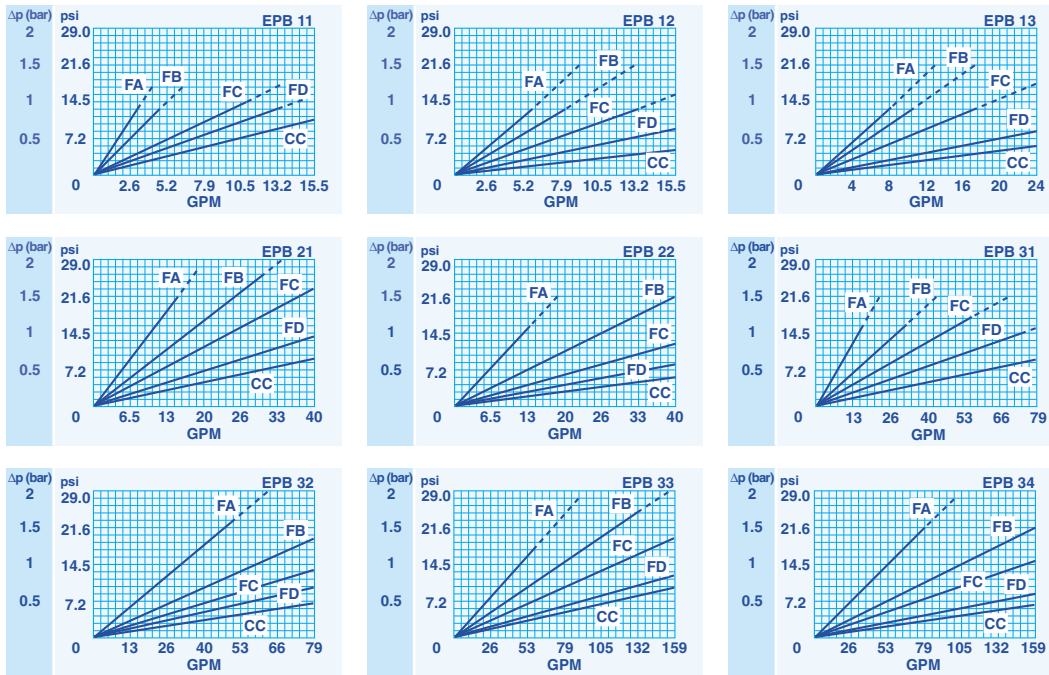 Δp (bar) psi EPB 11
2 29.0
1.5 21.6
FA FB
1 14.5 FC FD
0.5 7.2 CC
0 2.6 5.2 7.9 10.5 13.2 15.5
GPM
Δp (bar) psi EPB 12
2 29.0
1.5 21.6 FB
FA
1 14.5 FC
FD
0.5 7.2
CC
0 2.6 5.2 7.9 10.5 13.2 15.5
GPM
Δp (bar) psi EPB 13
2 29.0
1.5 21.6 FA FB
FC
1 14.5
FD
0.5 7.2
CC
0 4 8 12 16 20 24
GPM
Δp (bar) psi EPB 21
2 29.0
FA FB FC
1.5 21.6
1 14.5 FD
0.5 7.2
CC
0 6.5 13 20 26 33 40
GPM
Δp (bar) psi EPB 22
2 29.0
FA FB
1.5 21.6
1 14.5 FC
0.5 7.2 FD
CC
0 6.5 13 20 26 33 40
GPM
Δp (bar) psi EPB 31
2 29.0
FB
1.5 21.6 FA FC
1 14.5 FD
0.5 7.2 CC
0 13 26 40 53 66 79
GPM
Δp (bar) psi EPB 32
2 29.0
FA
1.5 21.6 FB
1 14.5
FC FD
0.5 7.2
CC
0 13 26 40 53 66 79
GPM
Δp (bar) psi EPB 33
2 29.0
FA FB
1.5 21.6
FC
1 14.5 FD
0.5 7.2
CC
0 26 53 79 105 132 159
GPM
Δp (bar) psi EPB 34
2 29.0
FA
1.5 21.6 FB
1 14.5
FC FD
0.5 7.2
CC
0 26 53 79 105 132 159
GPM